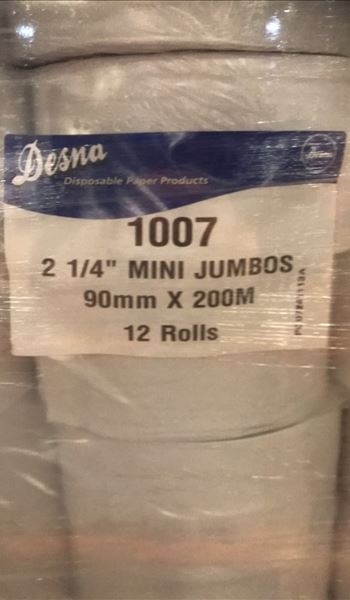 Desna
Disposable Paper Products
1007
2 1/4" MINI JUMBOS
90mm X 200M
12 Rolls